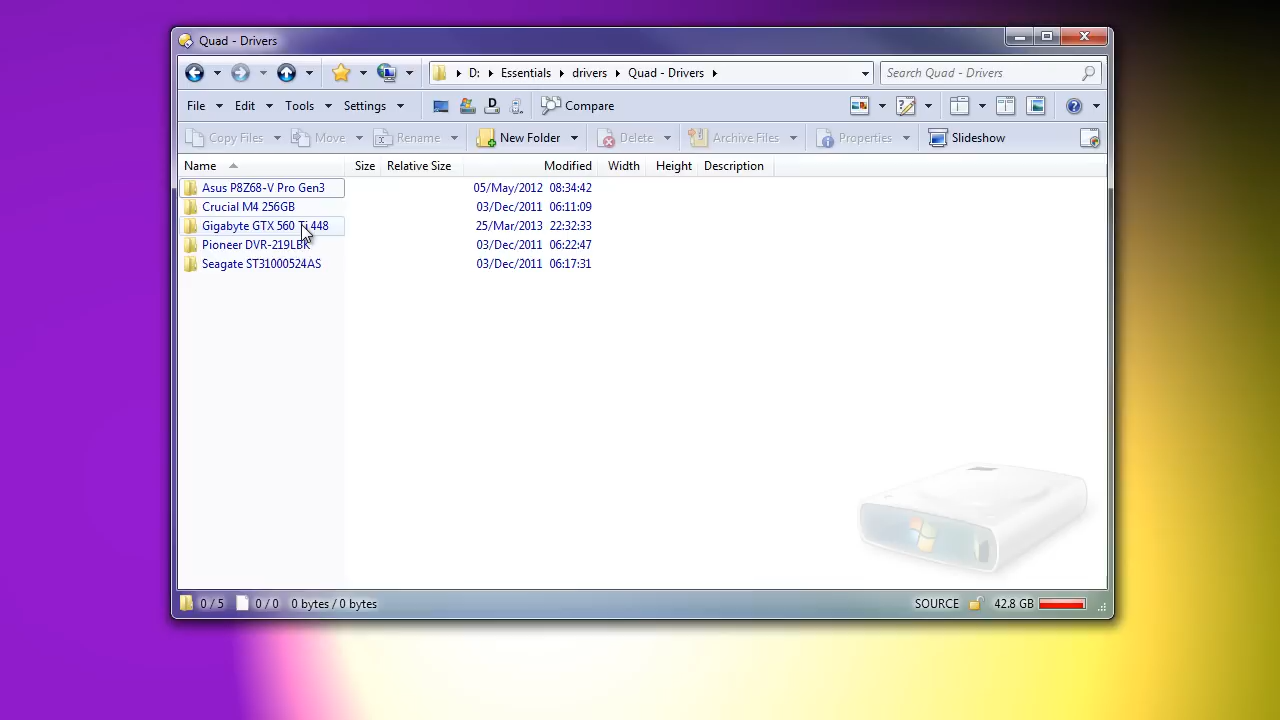 Quad - Drivers
D: Essentials drivers Quad - Drivers Search Quad - Drivers
File Edit Tools Settings D Compare ?
Copy Files Move Rename New Folder Delete Archive Files Properties Slideshow
Name Size Relative Size Modified Width Height Description
Asus P8Z68-V Pro Gen3 05/May/2012 08:34:42
Crucial M4 256GB 03/Dec/2011 06:11:09
Gigabyte GTX 560 Ti 448 25/Mar/2013 22:32:33
Pioneer DVR-219LBK 03/Dec/2011 06:22:47
Seagate ST31000524AS 03/Dec/2011 06:17:31
0 / 5 0 / 0 0 bytes / 0 bytes SOURCE 42.8 GB